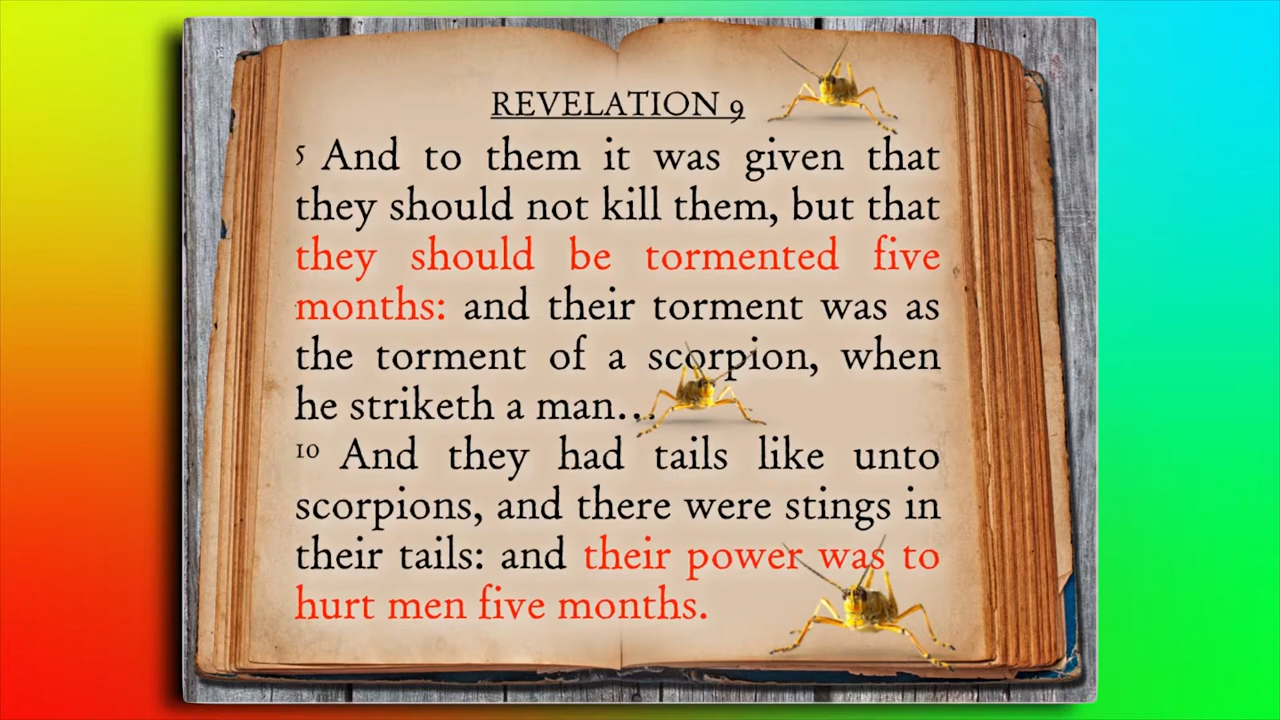 REVELATION 9
5 And to them it was given that
they should not kill them, but that
they should be tormented five
months: and their torment was as
the torment of a scorpion, when
he striketh a man...
10 And they had tails like unto
scorpions, and there were stings in
their tails: and their power was to
hurt men five months.